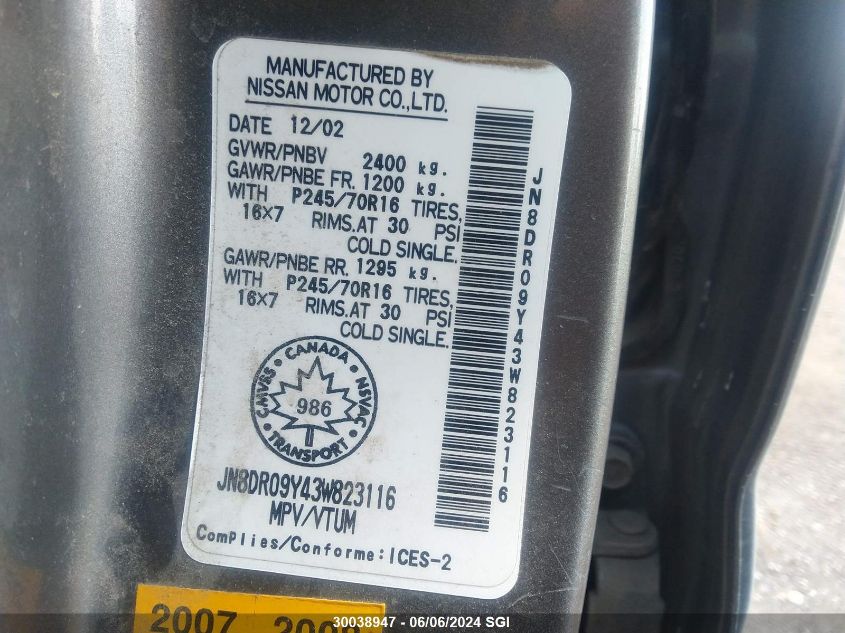 MANUFACTURED BY
NISSAN MOTOR CO.,LTD.
DATE 12/02
GVWR/PNBV 2400 kg.
GAWR/PNBE FR. 1200 kg.
WITH P245/70R16 TIRES,
16X7 RIMS.AT 30 PSI
COLD SINGLE.
GAWR/PNBE RR. 1295 kg.
WITH P245/70R16 TIRES,
16X7 RIMS.AT 30 PSI
COLD SINGLE.
CANADA
CMVSS NSVAC
986
TRANSPORT
JN8DR09Y43W823116
MPV/VTUM
ComPlies/Conforme:ICES-2
JN8DR09Y43W823116
2007
30038947 - 06/06/2024 SGI